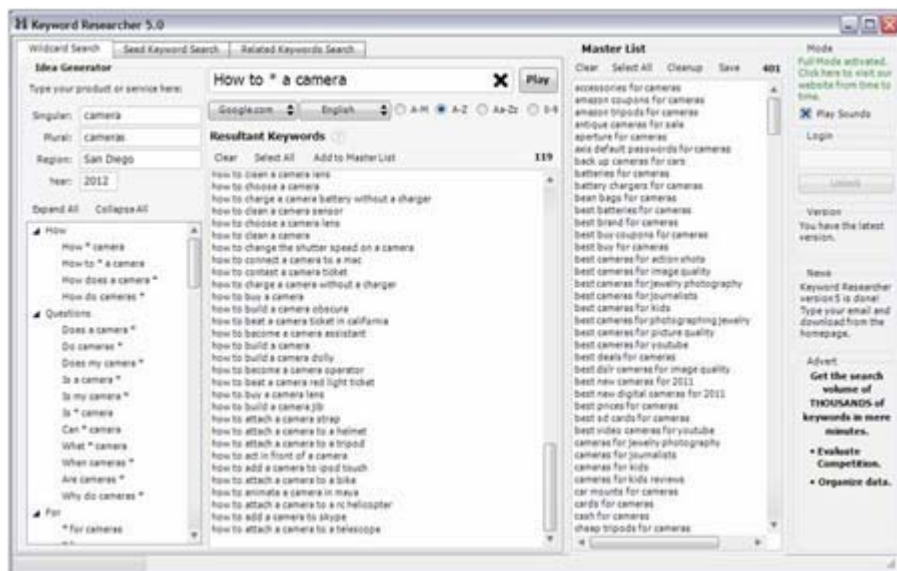 Keyword Researcher 5.0
Wildcard Search
Seed Keyword Search
Related Keywords Search
Idea Generator
Type your product or service here:
Singular: camera
Plural: cameras
Region: San Diego
Year: 2012
Expand All Collapse All
How
How * camera
How to * a camera
How does a camera *
How do cameras *
Questions
Does a camera *
Do cameras *
Does my camera *
Is a camera *
Is my camera *
Is * camera
Can * camera
What * camera
When cameras *
Are cameras *
Why do cameras *
For
* for cameras
How to * a camera
Play
Google.com English A-M A-Z Aa-Zz 0-9
Resultant Keywords
Clear Select All Add to Master List 119
how to clean a camera lens
how to choose a camera
how to charge a camera battery without a charger
how to clean a camera sensor
how to choose a camera lens
how to clean a camera
how to change the shutter speed on a camera
how to connect a camera to a mac
how to contest a camera ticket
how to charge a camera without a charger
how to buy a camera
how to build a camera obscura
how to beat a camera ticket in california
how to become a camera assistant
how to build a camera
how to build a camera dolly
how to become a camera operator
how to beat a camera red light ticket
how to buy a camera lens
how to build a camera jib
how to attach a camera strap
how to attach a camera to a helmet
how to attach a camera to a tripod
how to act in front of a camera
how to add a camera to ipod touch
how to attach a camera to a bike
how to animate a camera in maya
how to attach a camera to a rc helicopter
how to add a camera to skype
how to attach a camera to a telescope
Master List
Clear Select All Cleanup Save 401
accessories for cameras
amazon coupons for cameras
amazon tripods for cameras
antique cameras for sale
aperture for cameras
axis default passwords for cameras
back up cameras for cars
batteries for cameras
battery chargers for cameras
bean bags for cameras
best batteries for cameras
best brand for cameras
best buy coupons for cameras
best buy for cameras
best cameras for action shots
best cameras for image quality
best cameras for jewelry photography
best cameras for journalists
best cameras for kids
best cameras for photographing jewelry
best cameras for picture quality
best cameras for youtube
best deals for cameras
best dslr cameras for image quality
best new cameras for 2011
best new digital cameras for 2011
best prices for cameras
best sd cards for cameras
best video cameras for youtube
cameras for jewelry photography
cameras for journalists
cameras for kids
cameras for kids reviews
car mounts for cameras
cards for cameras
cash for cameras
cheap tripods for cameras
Mode
Full Mode activated.
Click here to visit our
website from time to
time.
Play Sounds
Login
Unlock
Version
You have the latest
version.
News
Keyword Researcher
version 5 is done!
Type your email and
download from the
homepage.
Advert
Get the search
volume of
THOUSANDS of
keywords in mere
minutes.
• Evaluate
Competition.
• Organize data.